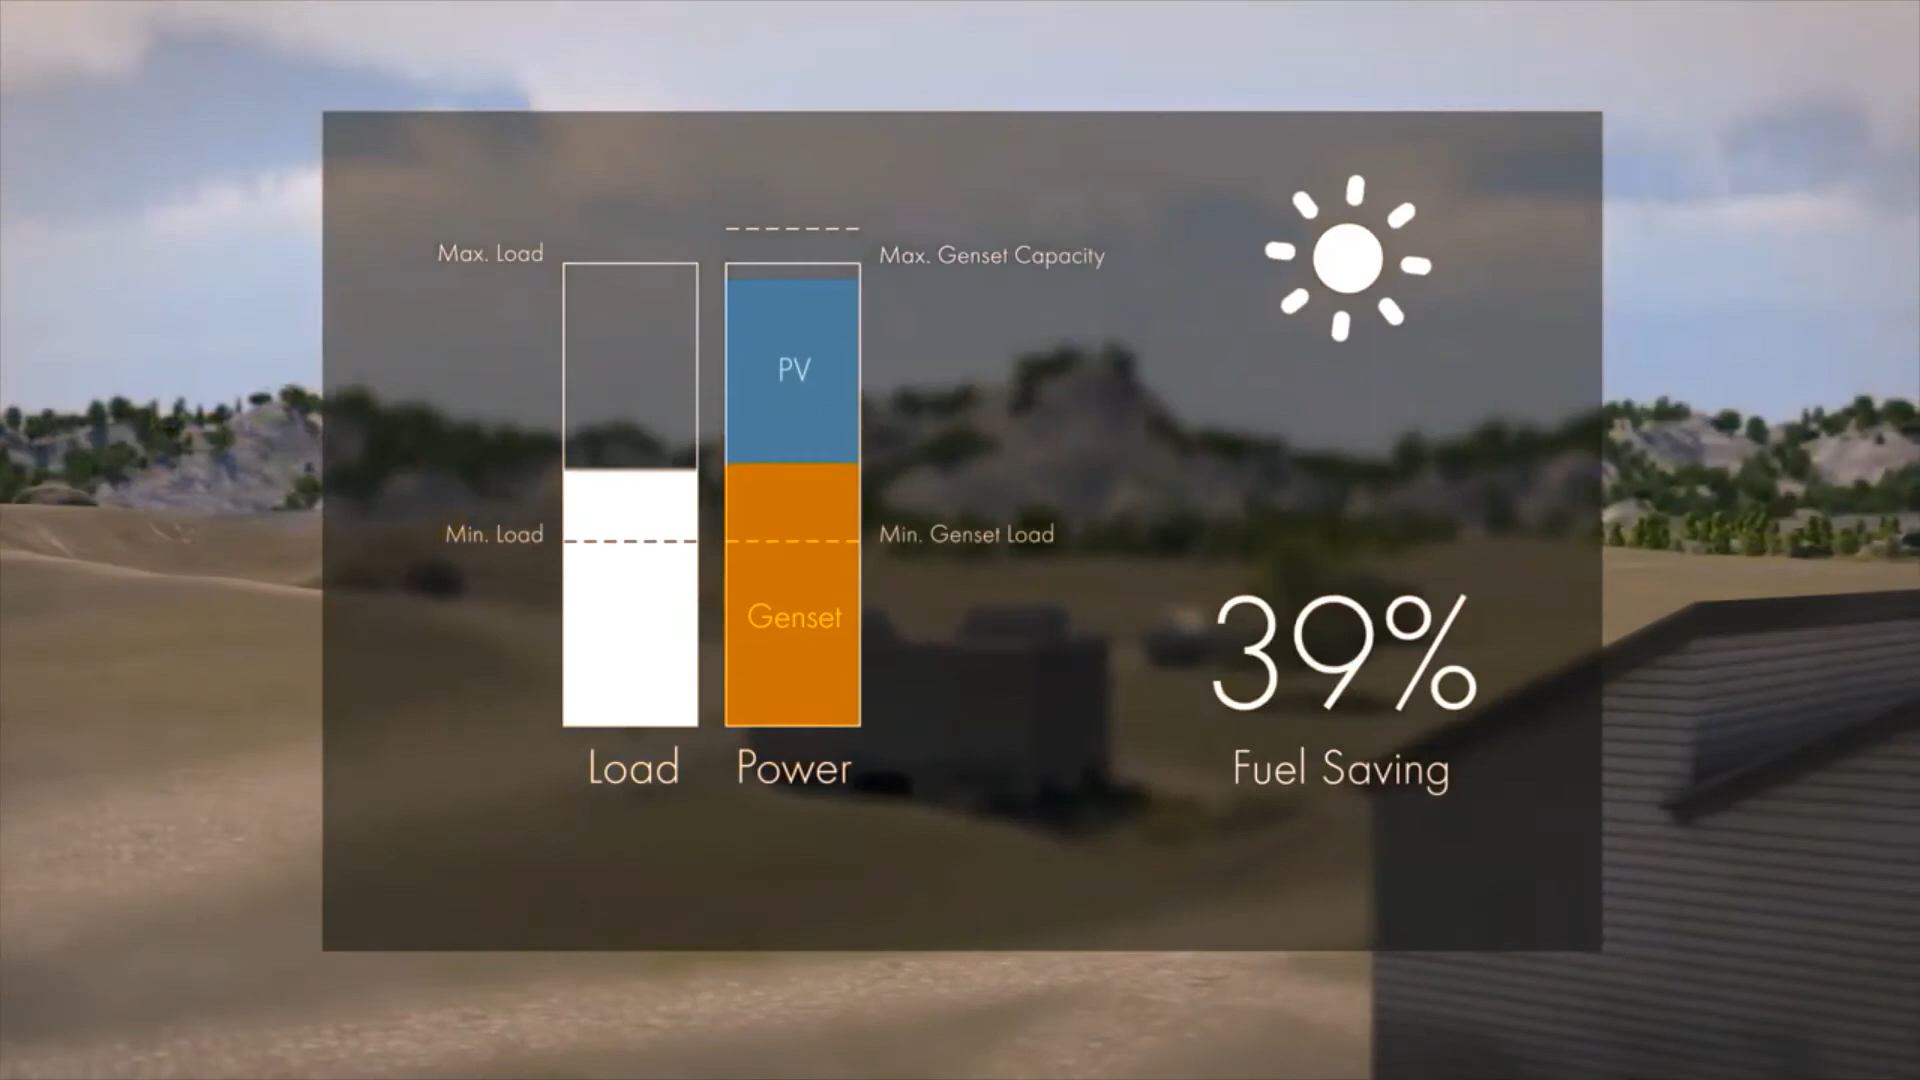 Max. Load
Max. Genset Capacity
PV
Min. Load
Min. Genset Load
Genset
39%
Load
Power
Fuel Saving